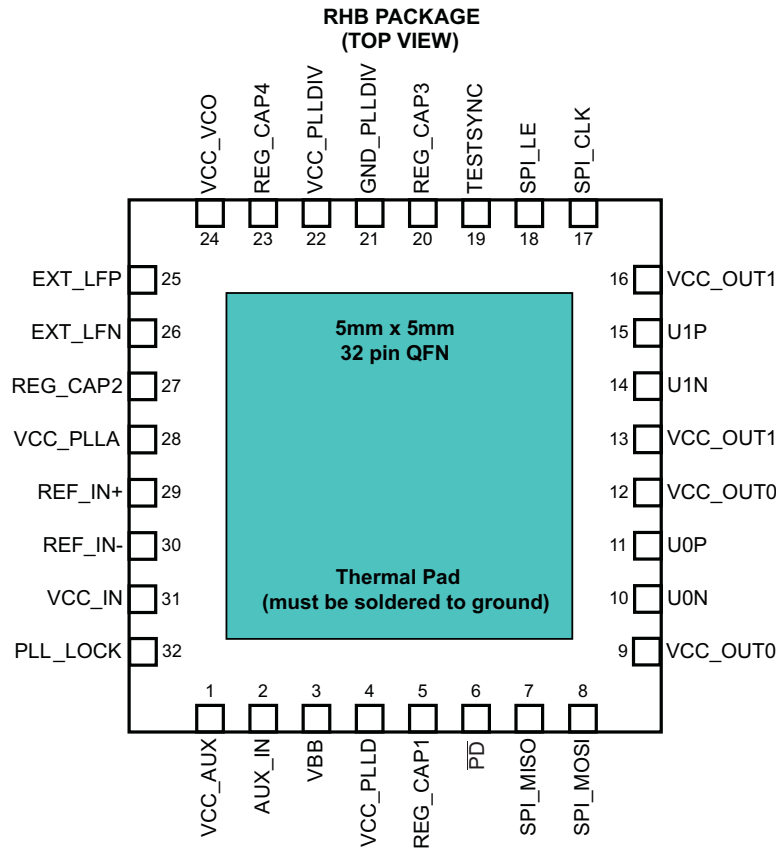 RHB PACKAGE
(TOP VIEW)
VCC_VCO
REG_CAP4
VCC_PLLDIV
GND_PLLDIV
REG_CAP3
TESTSYNC
SPI_LE
SPI_CLK
24 23 22 21 20 19 18 17
EXT_LFP 25
EXT_LFN 26
REG_CAP2 27
VCC_PLLA 28
REF_IN+ 29
REF_IN- 30
VCC_IN 31
PLL_LOCK 32
5mm x 5mm
32 pin QFN
Thermal Pad
(must be soldered to ground)
16 VCC_OUT1
15 U1P
14 U1N
13 VCC_OUT1
12 VCC_OUT0
11 U0P
10 U0N
9 VCC_OUT0
1 2 3 4 5 6 7 8
VCC_AUX
AUX_IN
VBB
VCC_PLLD
REG_CAP1
PD
SPI_MISO
SPI_MOSI